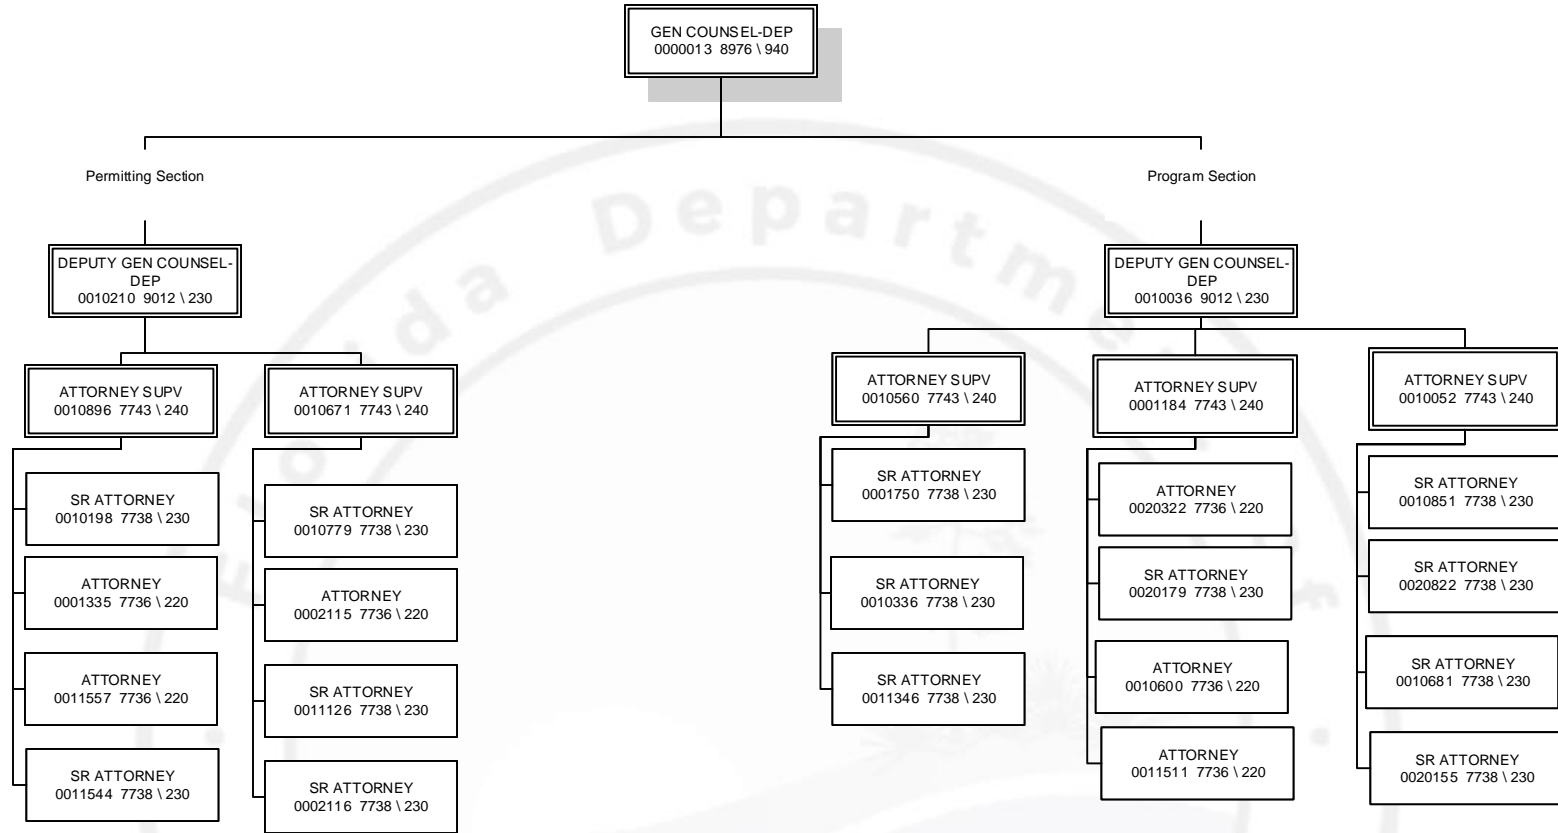 GEN COUNSEL-DEP
0000013 8976 \ 940
Permitting Section
Program Section
DEPUTY GEN COUNSEL-
DEP
0010210 9012 \ 230
DEPUTY GEN COUNSEL-
DEP
0010036 9012 \ 230
ATTORNEY SUPV
0010896 7743 \ 240
SR ATTORNEY
0010198 7738 \ 230
ATTORNEY
0001335 7736 \ 220
ATTORNEY
0011557 7736 \ 220
SR ATTORNEY
0011544 7738 \ 230
ATTORNEY SUPV
0010671 7743 \ 240
SR ATTORNEY
0010779 7738 \ 230
ATTORNEY
0002115 7736 \ 220
SR ATTORNEY
0011126 7738 \ 230
SR ATTORNEY
0002116 7738 \ 230
ATTORNEY SUPV
0010560 7743 \ 240
SR ATTORNEY
0001750 7738 \ 230
SR ATTORNEY
0010336 7738 \ 230
SR ATTORNEY
0011346 7738 \ 230
ATTORNEY SUPV
0001184 7743 \ 240
ATTORNEY
0020322 7736 \ 220
SR ATTORNEY
0020179 7738 \ 230
ATTORNEY
0010600 7736 \ 220
ATTORNEY
0011511 7736 \ 220
ATTORNEY SUPV
0010052 7743 \ 240
SR ATTORNEY
0010851 7738 \ 230
SR ATTORNEY
0020822 7738 \ 230
SR ATTORNEY
0010681 7738 \ 230
SR ATTORNEY
0020155 7738 \ 230
Florida Department of